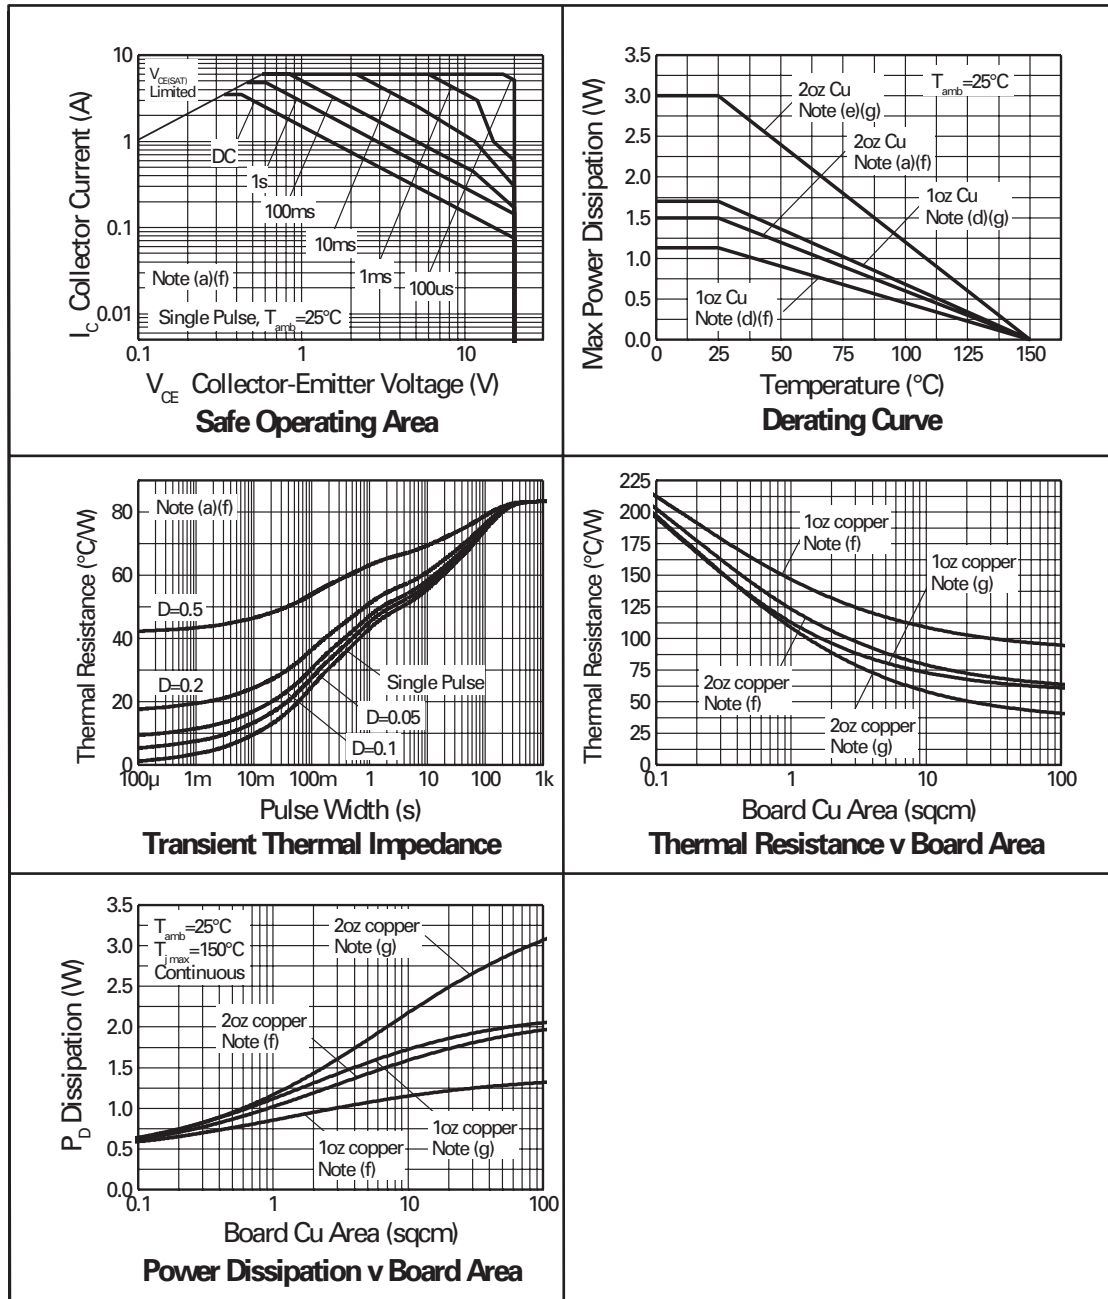 10
1
0.1
0.01
V_CE(SAT)
Limited
DC
1s
100ms
10ms
1ms
100us
Note (a)(f)
Single Pulse, T_amb=25°C
0.1
1
10
I_C Collector Current (A)
V_CE Collector-Emitter Voltage (V)
Safe Operating Area
3.5
3.0
2.5
2.0
1.5
1.0
0.5
0.0
T_amb=25°C
2oz Cu
Note (e)(g)
2oz Cu
Note (a)(f)
1oz Cu
Note (d)(g)
1oz Cu
Note (d)(f)
0
25
50
75
100
125
150
Max Power Dissipation (W)
Temperature (°C)
Derating Curve
80
60
40
20
0
Note (a)(f)
D=0.5
D=0.2
Single Pulse
D=0.05
D=0.1
100µ
1m
10m
100m
1
10
100
1k
Thermal Resistance (°C/W)
Pulse Width (s)
Transient Thermal Impedance
225
200
175
150
125
100
75
50
25
0
1oz copper
Note (f)
1oz copper
Note (g)
2oz copper
Note (f)
2oz copper
Note (g)
0.1
1
10
100
Thermal Resistance (°C/W)
Board Cu Area (sqcm)
Thermal Resistance v Board Area
3.5
3.0
2.5
2.0
1.5
1.0
0.5
0.0
T_amb=25°C
T_jmax=150°C
Continuous
2oz copper
Note (g)
2oz copper
Note (f)
1oz copper
Note (g)
1oz copper
Note (f)
0.1
1
10
100
P_D Dissipation (W)
Board Cu Area (sqcm)
Power Dissipation v Board Area